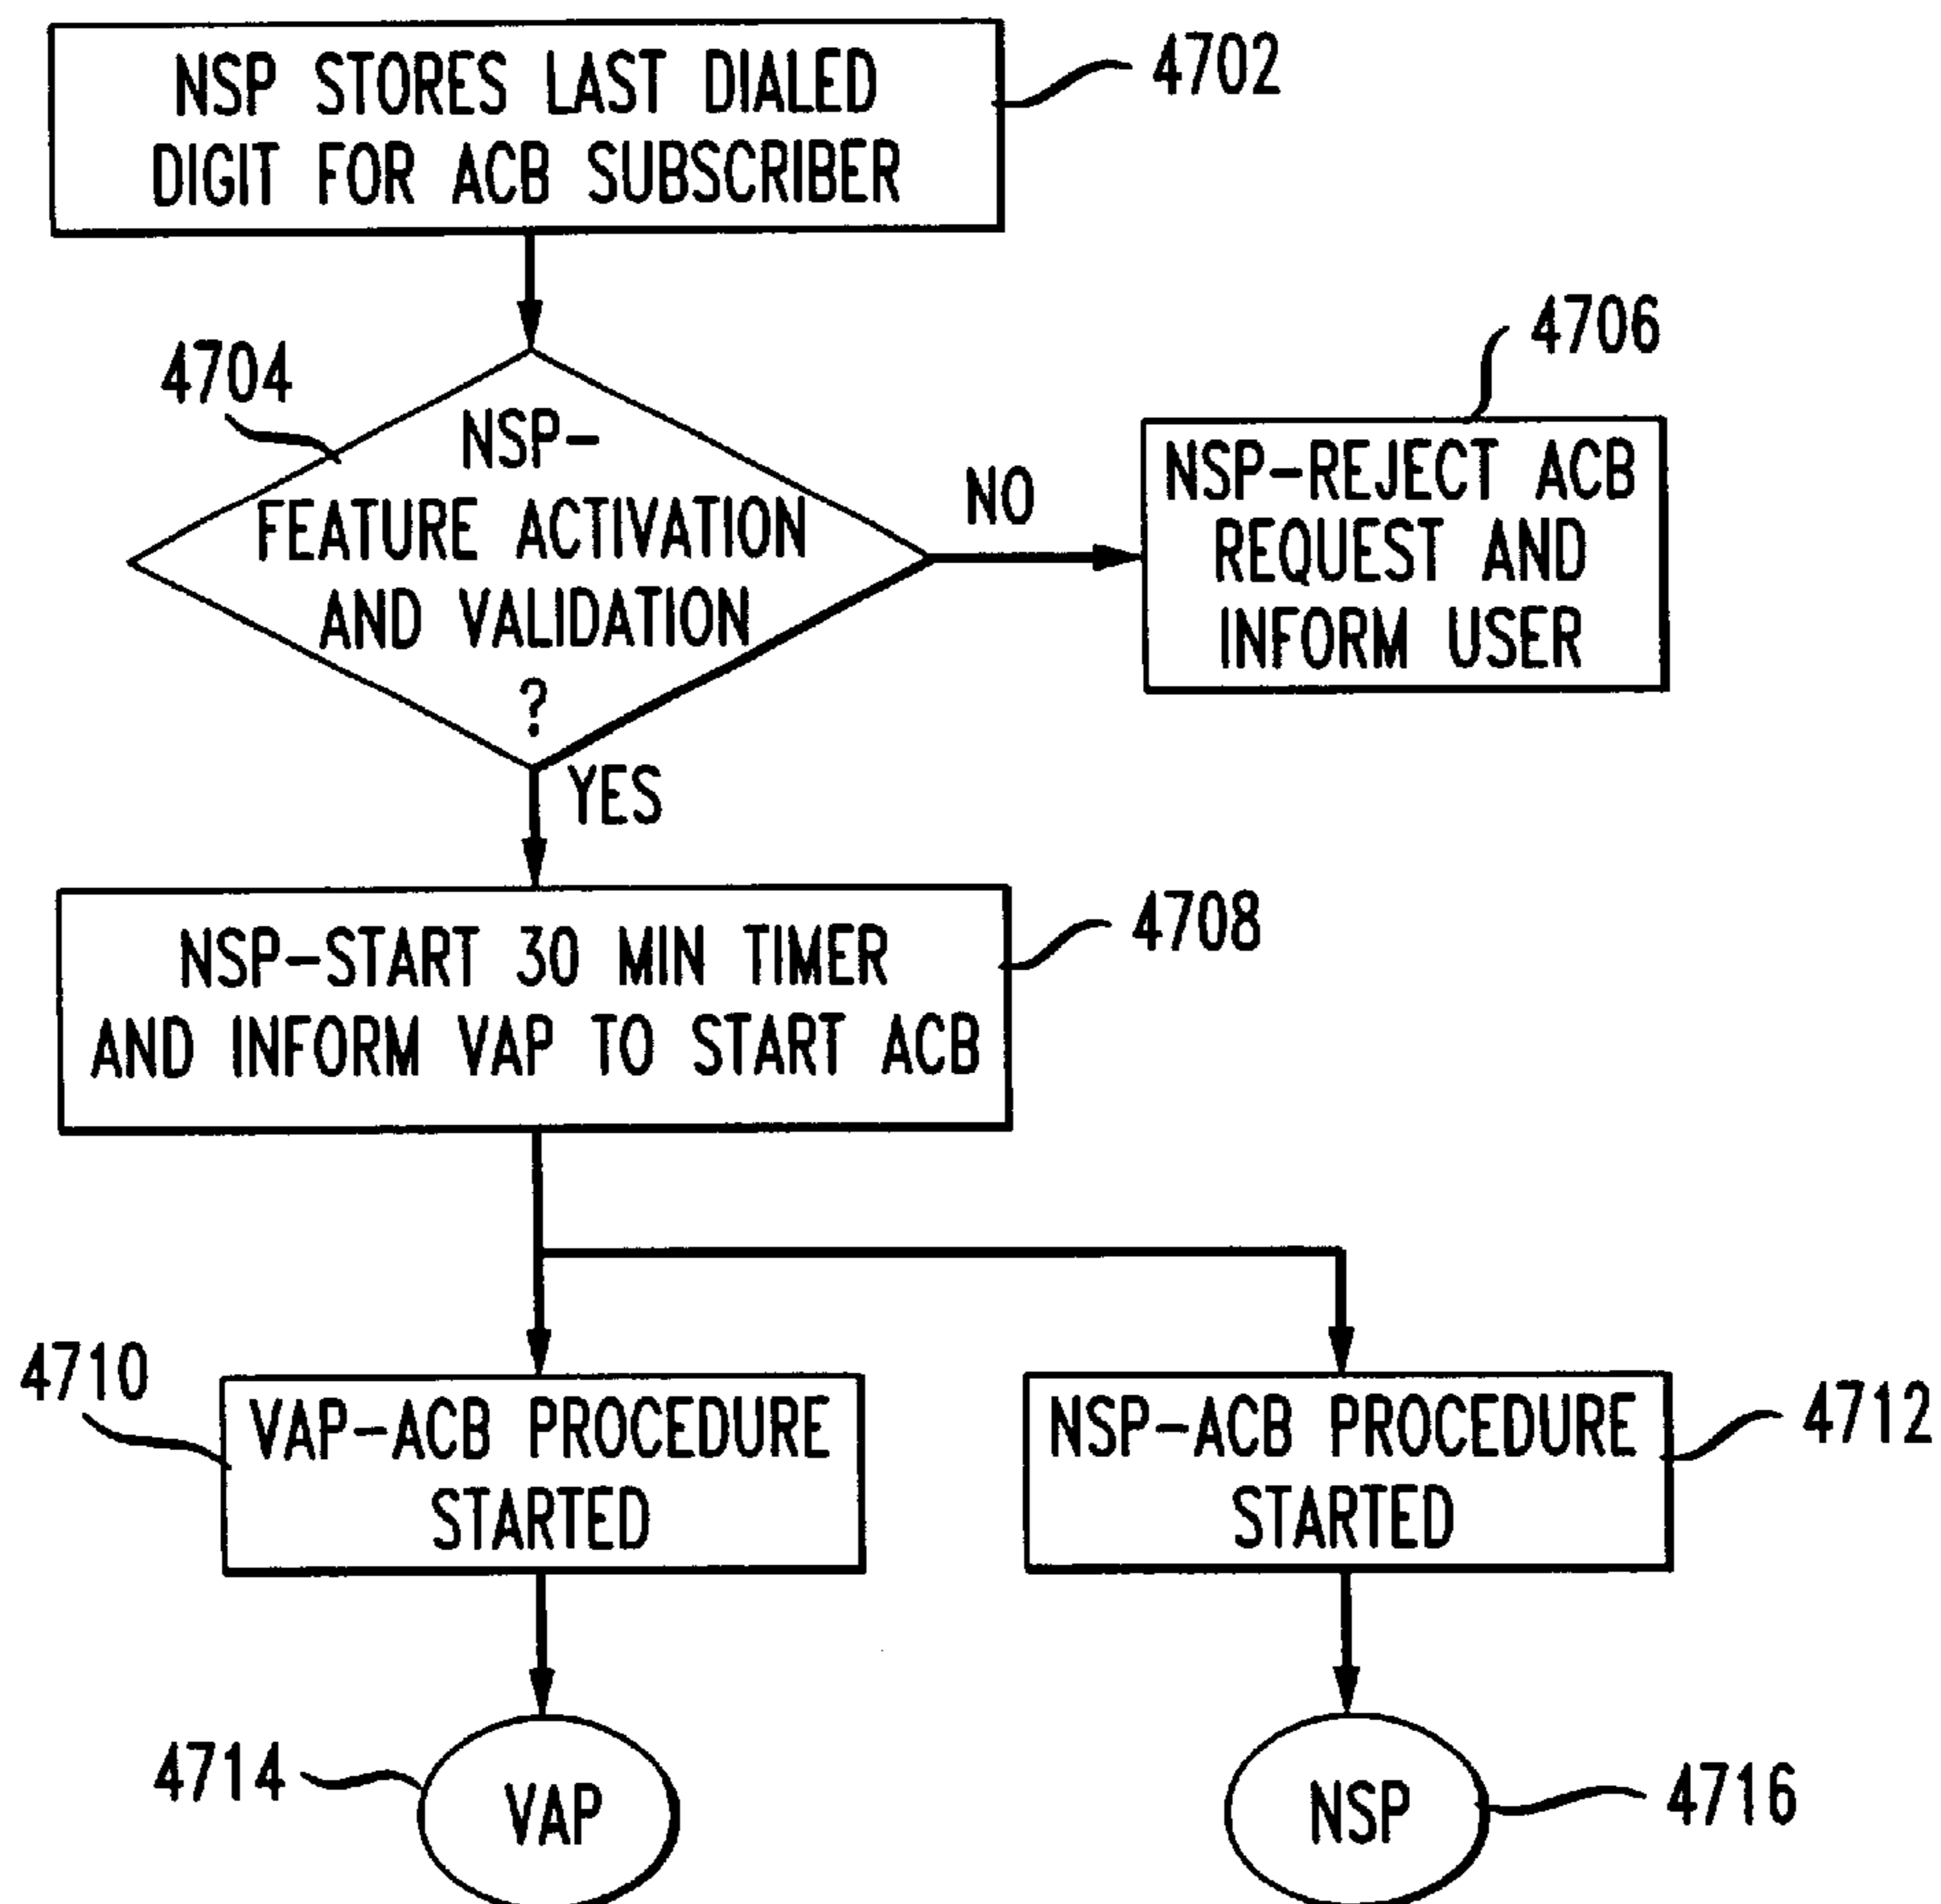 NSP STORES LAST DIALED
DIGIT FOR ACB SUBSCRIBER
4702
4704
NSP-
FEATURE ACTIVATION
AND VALIDATION
?
NO
4706
NSP-REJECT ACB
REQUEST AND
INFORM USER
YES
NSP-START 30 MIN TIMER
AND INFORM VAP TO START ACB
4708
4710
VAP-ACB PROCEDURE
STARTED
NSP-ACB PROCEDURE
STARTED
4712
4714
VAP
NSP
4716